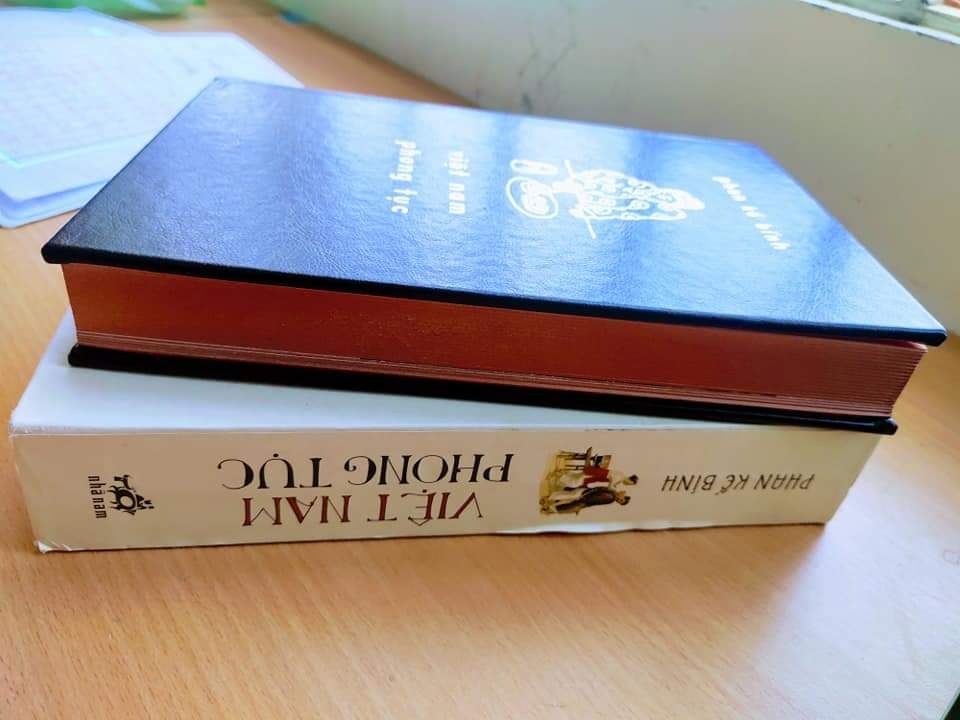 phan kế bính
việt nam
phong tục
PHAN KẾ BÍNH
VIỆT NAM
PHONG TỤC
nhã nam